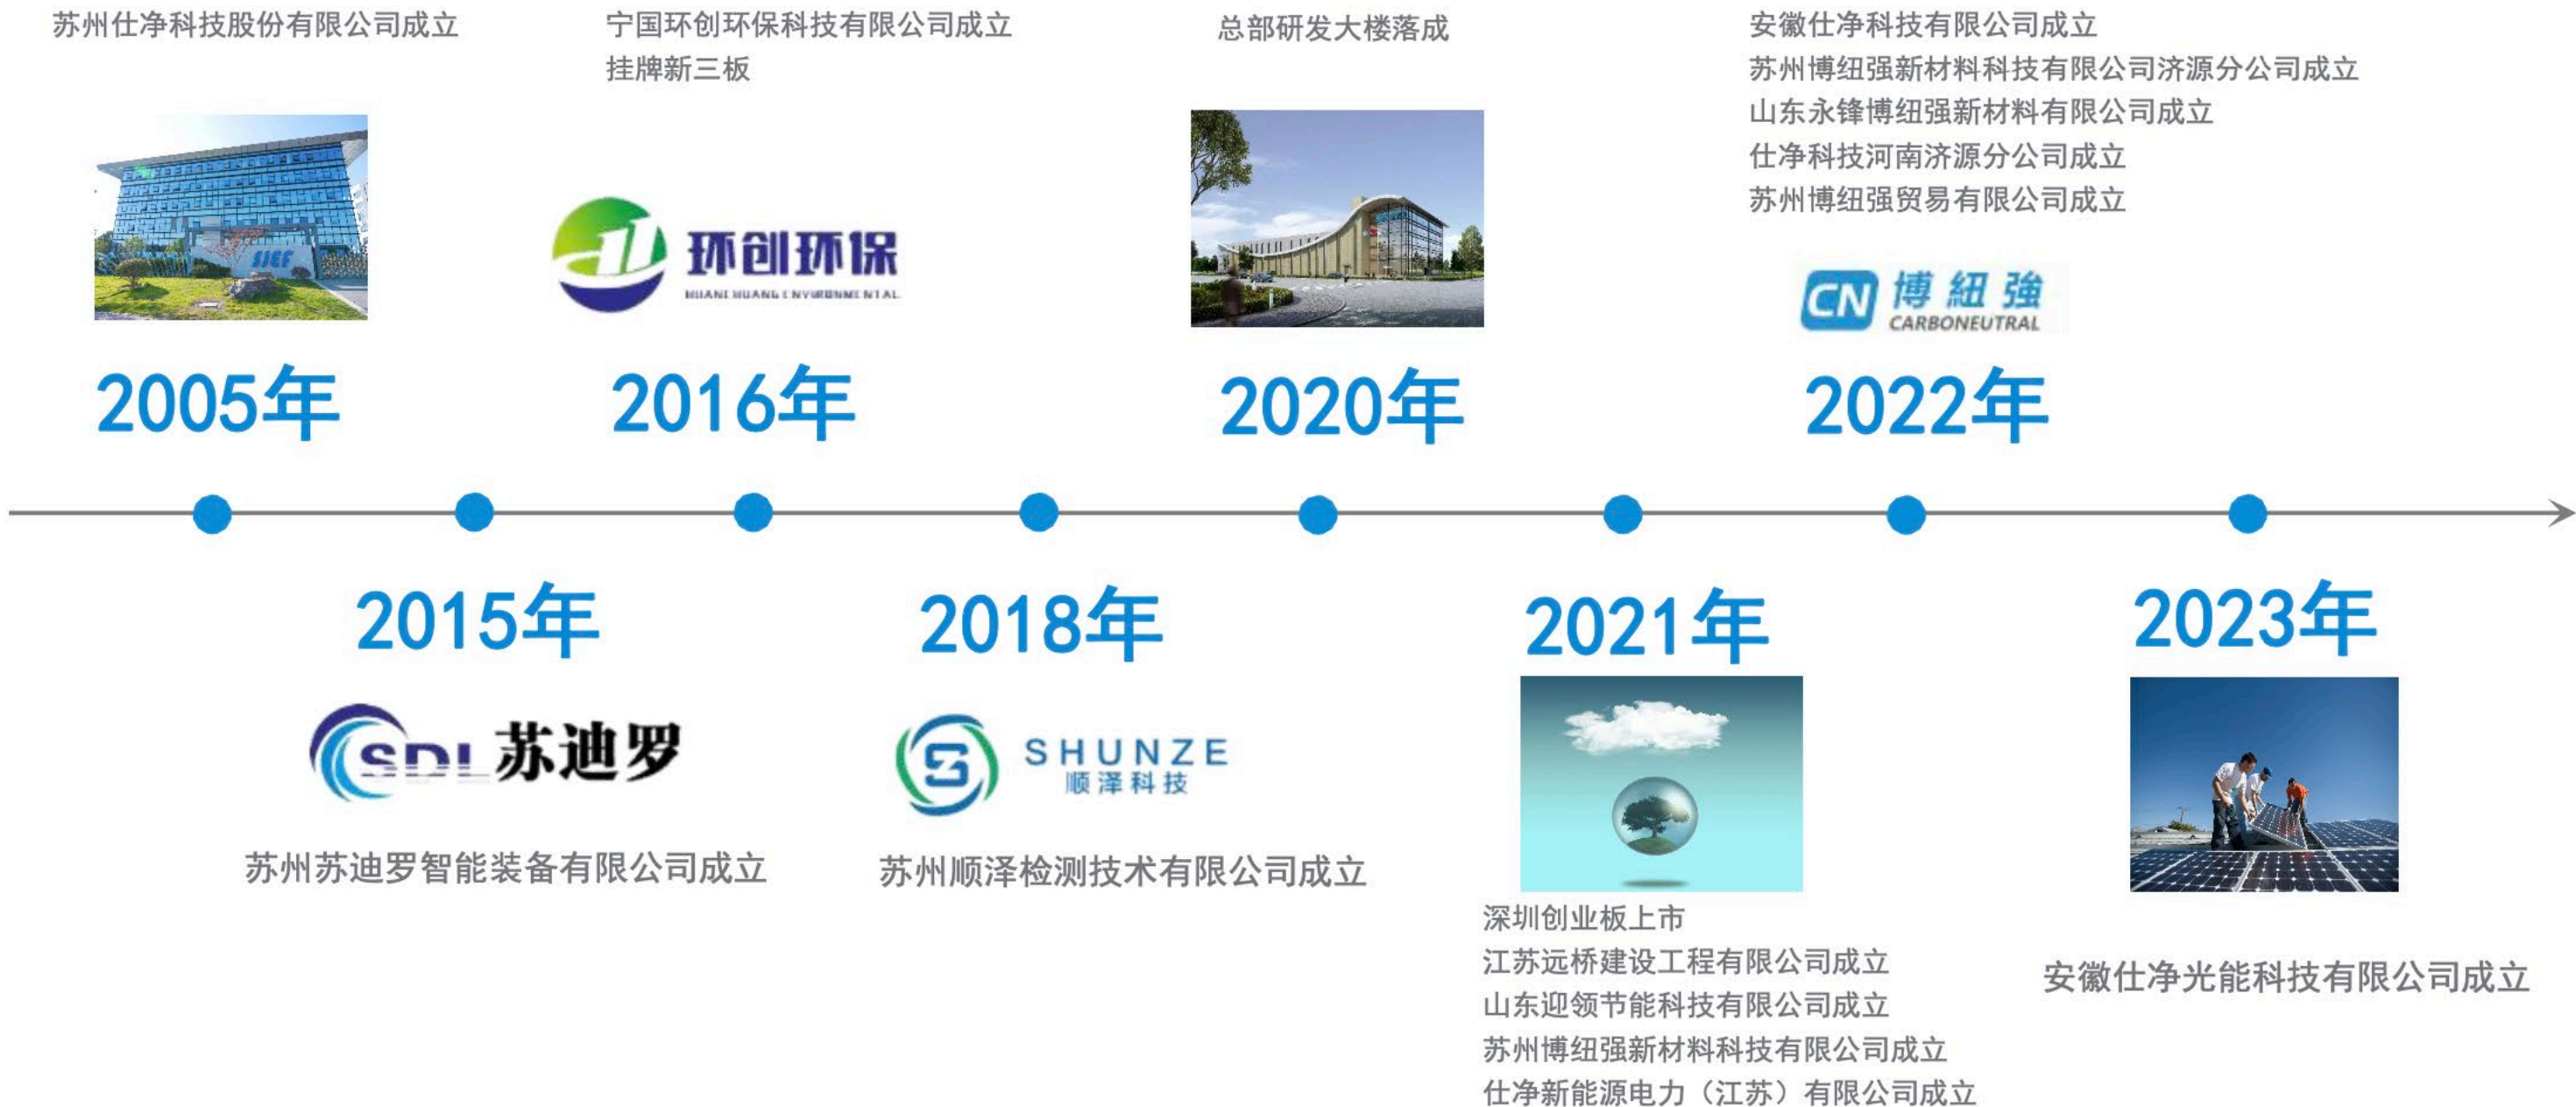 苏州仕净科技股份有限公司成立
SJEF
2005年
2015年
SDL 苏迪罗
苏州苏迪罗智能装备有限公司成立
宁国环创环保科技有限公司成立
挂牌新三板
环创环保
2016年
2018年
SHUNZE
顺泽科技
苏州顺泽检测技术有限公司成立
总部研发大楼落成
2020年
2021年
深圳创业板上市
江苏远桥建设工程有限公司成立
山东迎领节能科技有限公司成立
苏州博纽强新材料科技有限公司成立
仕净新能源电力（江苏）有限公司成立
安徽仕净科技有限公司成立
苏州博纽强新材料科技有限公司济源分公司成立
山东永锋博纽强新材料有限公司成立
仕净科技河南济源分公司成立
苏州博纽强贸易有限公司成立
CN 博紐強
CARBONEUTRAL
2022年
2023年
安徽仕净光能科技有限公司成立